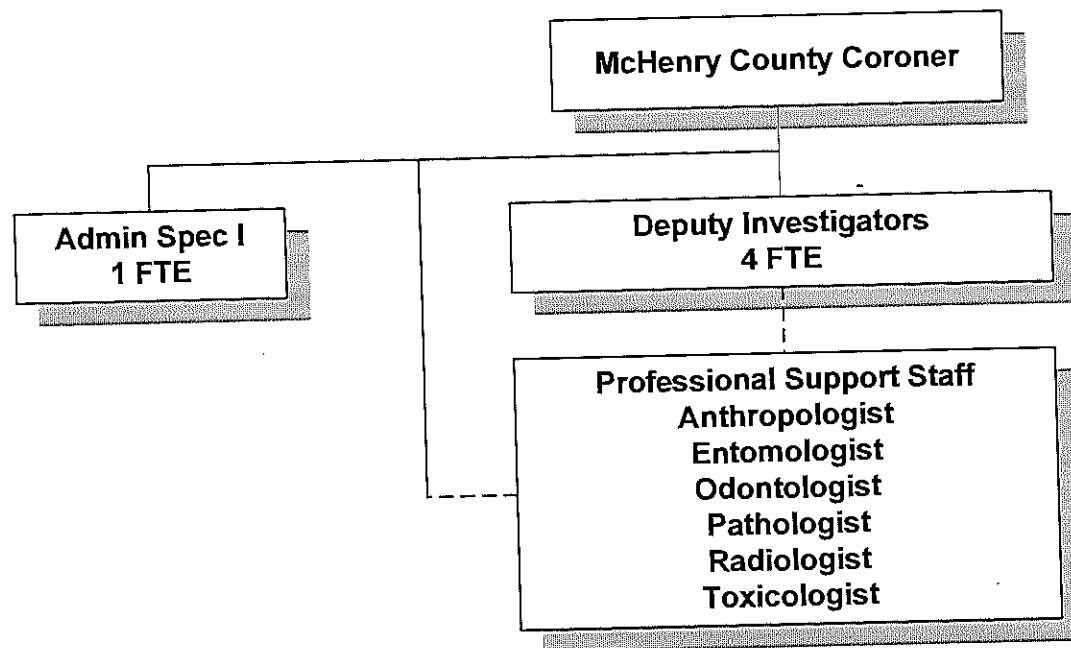 McHenry County Coroner
Admin Spec I
1 FTE
Deputy Investigators
4 FTE
Professional Support Staff
Anthropologist
Entomologist
Odontologist
Pathologist
Radiologist
Toxicologist